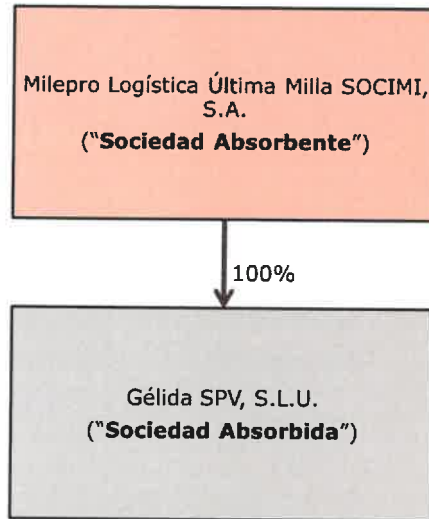 Milepro Logística Última Milla SOCIMI,
S.A.
("Sociedad Absorbente")
100%
Gélida SPV, S.L.U.
("Sociedad Absorbida")